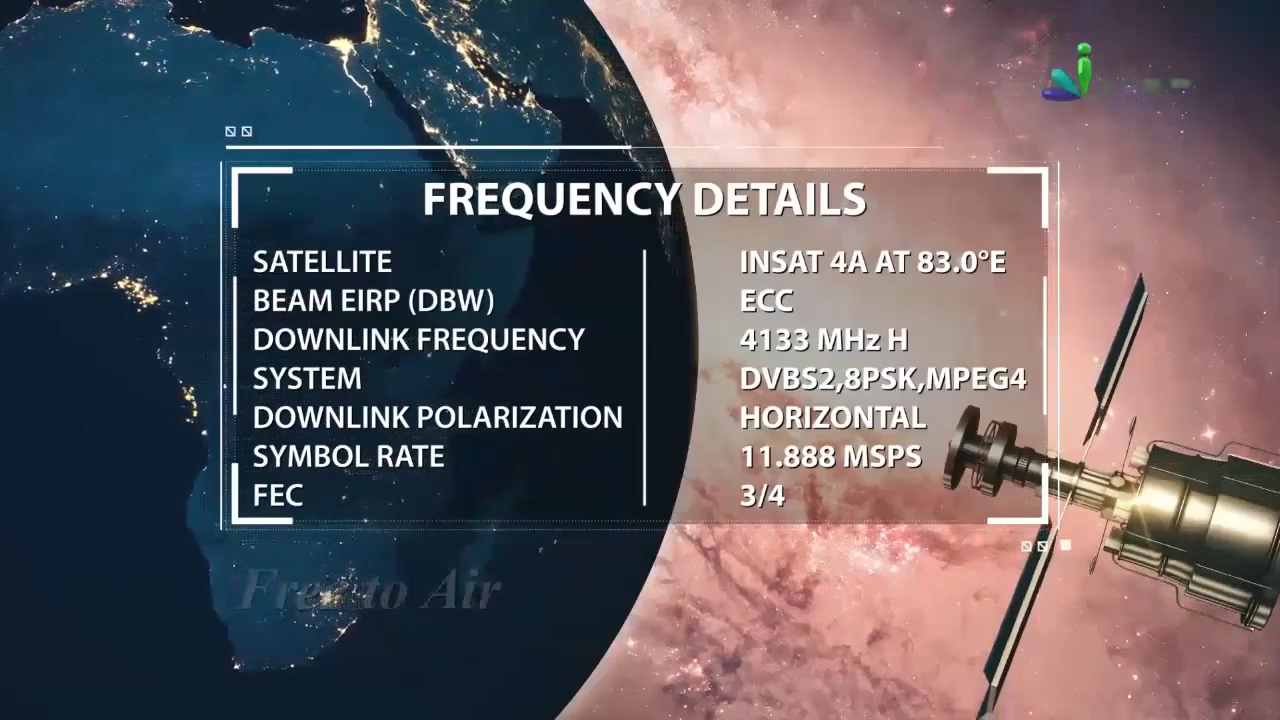 FREQUENCY DETAILS
SATELLITE INSAT 4A AT 83.0°E
BEAM EIRP (DBW) ECC
DOWNLINK FREQUENCY 4133 MHz H
SYSTEM DVBS2,8PSK,MPEG4
DOWNLINK POLARIZATION HORIZONTAL
SYMBOL RATE 11.888 MSPS
FEC 3/4
Free to Air